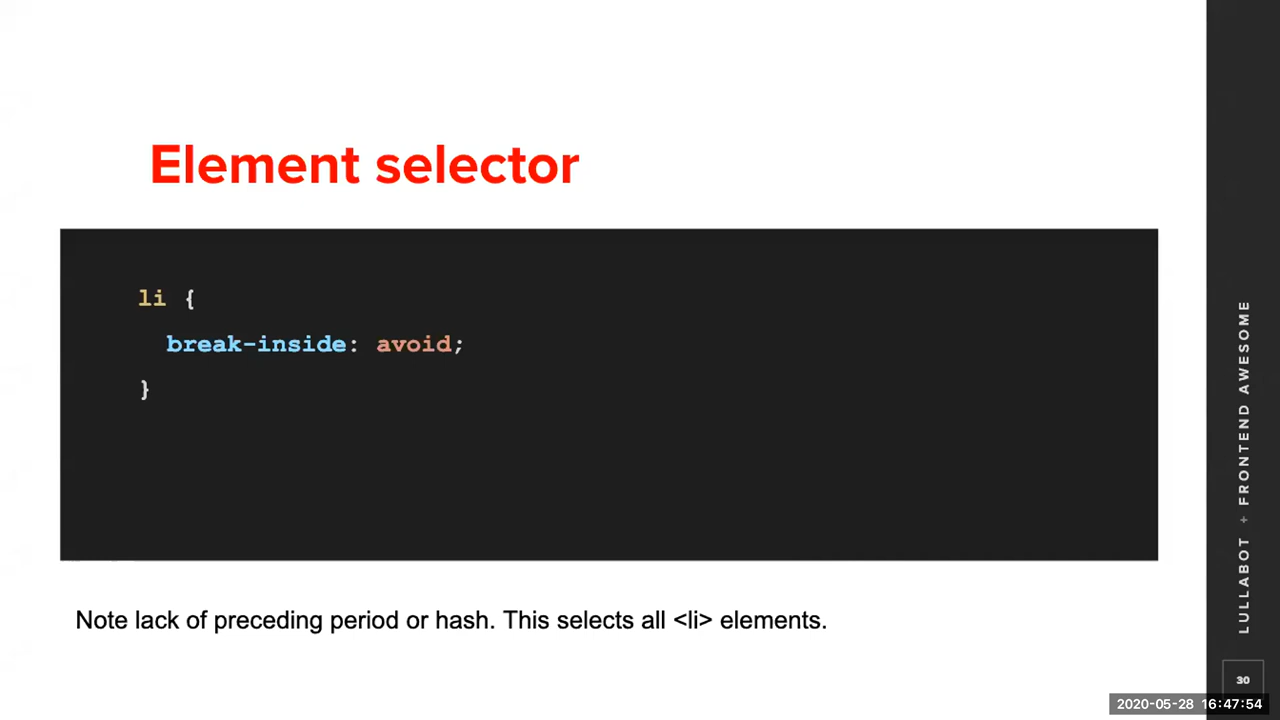 Element selector
li {
break-inside: avoid;
}
Note lack of preceding period or hash. This selects all <li> elements.
LULLABOT + FRONTEND AWESOME
30
2020-05-28 16:47:54